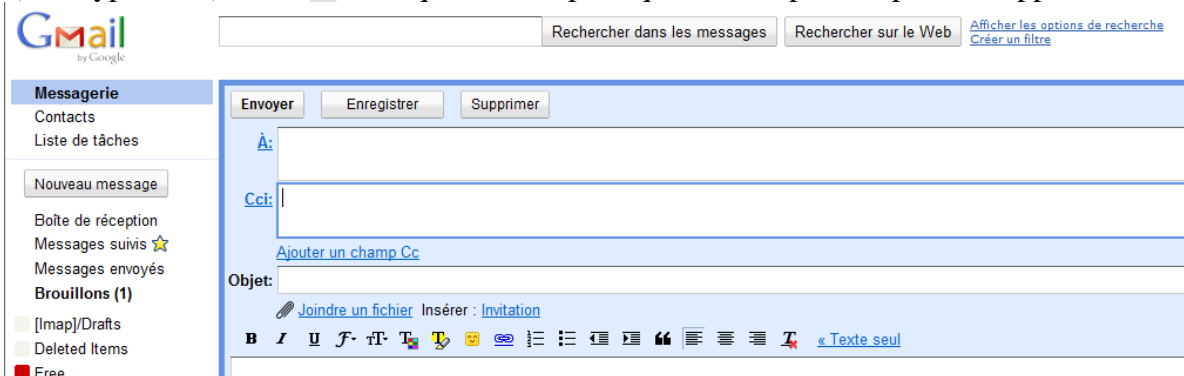 Gmail
by Google
Rechercher dans les messages
Rechercher sur le Web
Afficher les options de recherche
Créer un filtre
Messagerie
Contacts
Liste de tâches
Nouveau message
Boîte de réception
Messages suivis
Messages envoyés
Brouillons (1)
[Imap]/Drafts
Deleted Items
Free
Envoyer Enregistrer Supprimer
À:
Cci:
Ajouter un champ Cc
Objet:
Joindre un fichier Insérer : Invitation
B I U F T T T « Texte seul